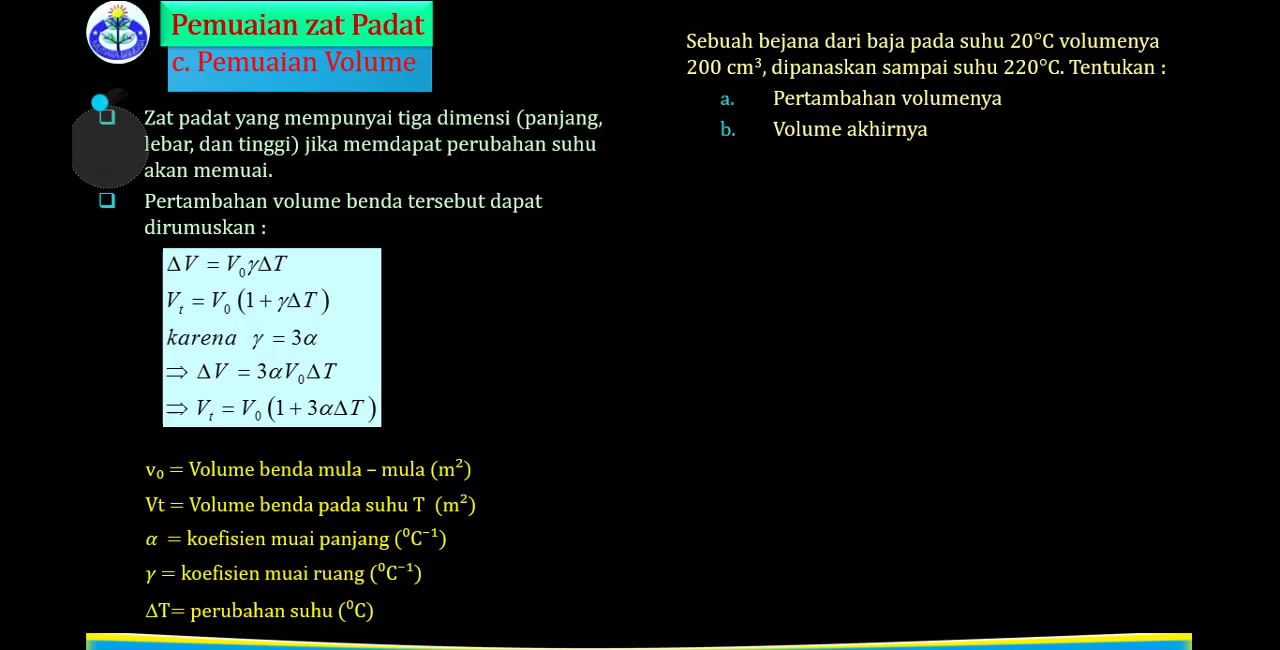 Pemuaian zat Padat
c. Pemuaian Volume
❑ Zat padat yang mempunyai tiga dimensi (panjang,
lebar, dan tinggi) jika memdapat perubahan suhu
akan memuai.
❑ Pertambahan volume benda tersebut dapat
dirumuskan :
ΔV = V₀γΔT
Vₜ = V₀ (1 + γΔT)
karena γ = 3α
⇒ ΔV = 3αV₀ΔT
⇒ Vₜ = V₀ (1 + 3αΔT)
v₀ = Volume benda mula – mula (m²)
Vt = Volume benda pada suhu T (m²)
α = koefisien muai panjang (⁰C⁻¹)
γ = koefisien muai ruang (⁰C⁻¹)
ΔT= perubahan suhu (⁰C)
Sebuah bejana dari baja pada suhu 20°C volumenya
200 cm³, dipanaskan sampai suhu 220°C. Tentukan :
a. Pertambahan volumenya
b. Volume akhirnya